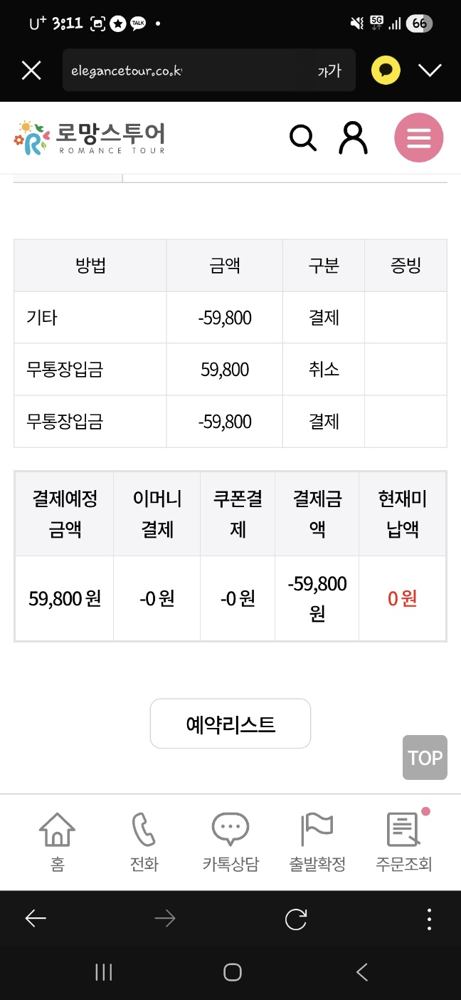 U+ 3:11 TALK 5G 66
elegancetour.co.k 가가
로망스투어
ROMANCE TOUR
방법 금액 구분 증빙
기타 -59,800 결제
무통장입금 59,800 취소
무통장입금 -59,800 결제
결제예정 이머니 쿠폰결 결제금 현재미
금액 결제 제 액 납액
59,800 원 -0 원 -0 원 -59,800 원 0 원
예약리스트
TOP
홈 전화 카톡상담 출발확정 주문조회